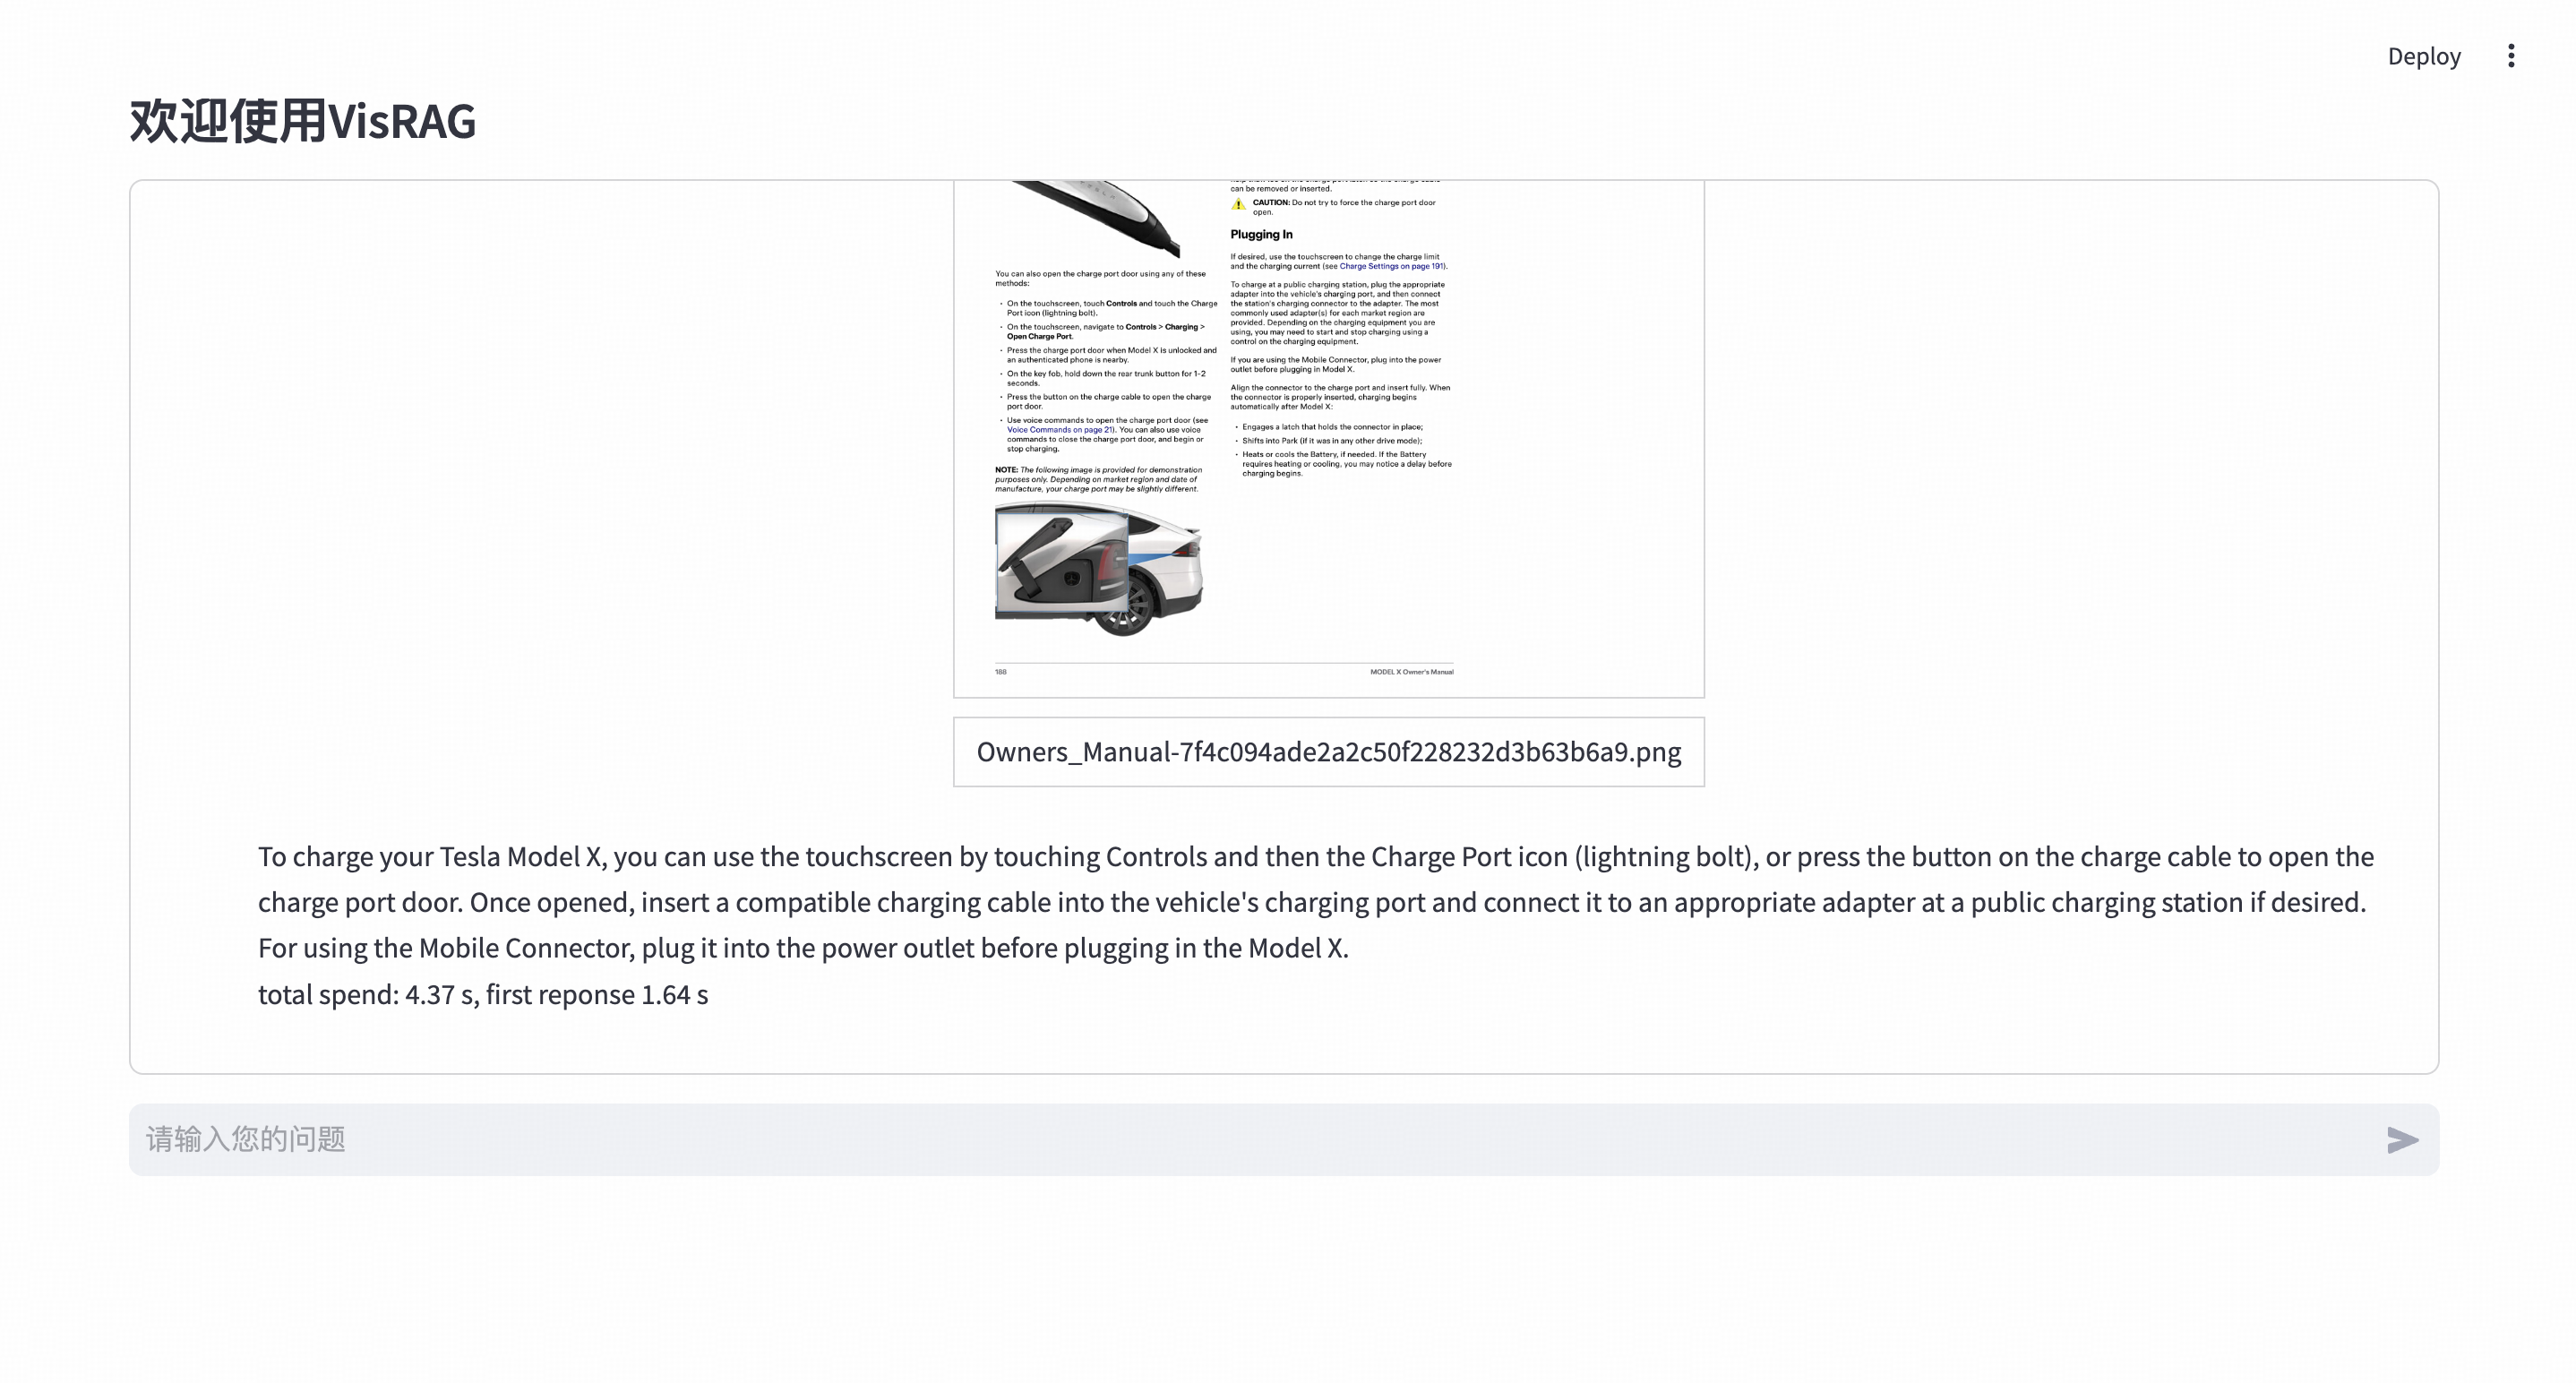 Deploy
欢迎使用VisRAG
can be removed or inserted.
CAUTION: Do not try to force the charge port door
open.
Plugging In
If desired, use the touchscreen to change the charge limit
and the charging current (see Charge Settings on page 191).
To charge at a public charging station, plug the appropriate
adapter into the vehicle's charging port, and then connect
the station's charging connector to the adapter. The most
commonly used adapter(s) for each market region are
provided. Depending on the charging equipment you are
using, you may need to start and stop charging using a
control on the charging equipment.
If you are using the Mobile Connector, plug into the power
outlet before plugging in Model X.
Align the connector to the charge port and insert fully. When
the connector is properly inserted, charging begins
automatically after Model X:
• Engages a latch that holds the connector in place;
• Shifts into Park (if it was in any other drive mode);
• Heats or cools the Battery, if needed. If the Battery
requires heating or cooling, you may notice a delay before
charging begins.
You can also open the charge port door using any of these
methods:
• On the touchscreen, touch Controls and touch the Charge
Port icon (lightning bolt).
• On the touchscreen, navigate to Controls > Charging >
Open Charge Port.
• Press the charge port door when Model X is unlocked and
an authenticated phone is nearby.
• On the key fob, hold down the rear trunk button for 1-2
seconds.
• Press the button on the charge cable to open the charge
port door.
• Use voice commands to open the charge port door (see
Voice Commands on page 21). You can also use voice
commands to close the charge port door, and begin or
stop charging.
NOTE: The following image is provided for demonstration
purposes only. Depending on market region and date of
manufacture, your charge port may be slightly different.
188
MODEL X Owner's Manual
Owners_Manual-7f4c094ade2a2c50f228232d3b63b6a9.png
To charge your Tesla Model X, you can use the touchscreen by touching Controls and then the Charge Port icon (lightning bolt), or press the button on the charge cable to open the
charge port door. Once opened, insert a compatible charging cable into the vehicle's charging port and connect it to an appropriate adapter at a public charging station if desired.
For using the Mobile Connector, plug it into the power outlet before plugging in the Model X.
total spend: 4.37 s, first reponse 1.64 s
请输入您的问题